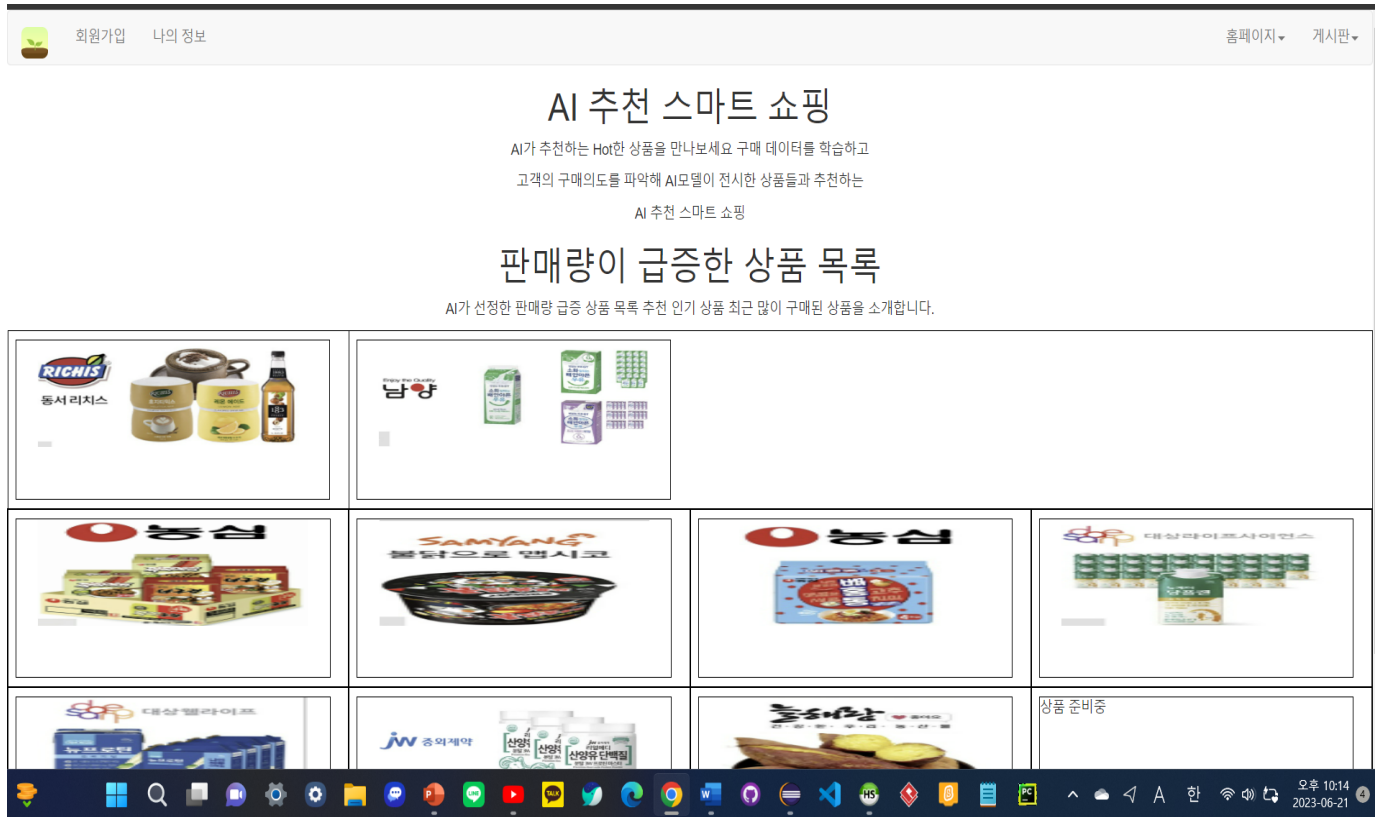 회원가입 나의 정보 홈페이지 게시판
AI 추천 스마트 쇼핑
AI가 추천하는 Hot한 상품을 만나보세요 구매 데이터를 학습하고
고객의 구매의도를 파악해 AI모델이 전시한 상품들과 추천하는
AI 추천 스마트 쇼핑
판매량이 급증한 상품 목록
AI가 선정한 판매량 급증 상품 목록 추천 인기 상품 최근 많이 구매된 상품을 소개합니다.
RICHIS
동서 리치스
Enjoy the Quality
남양
농심
SAMYANG
불닭으로 맵시코
농심
대상라이프사이언스
대상웰라이프
뉴프로틴
JW 중외제약
산양유 단백질
상품 준비중
TALK
A 한
오후 10:14
2023-06-21
4